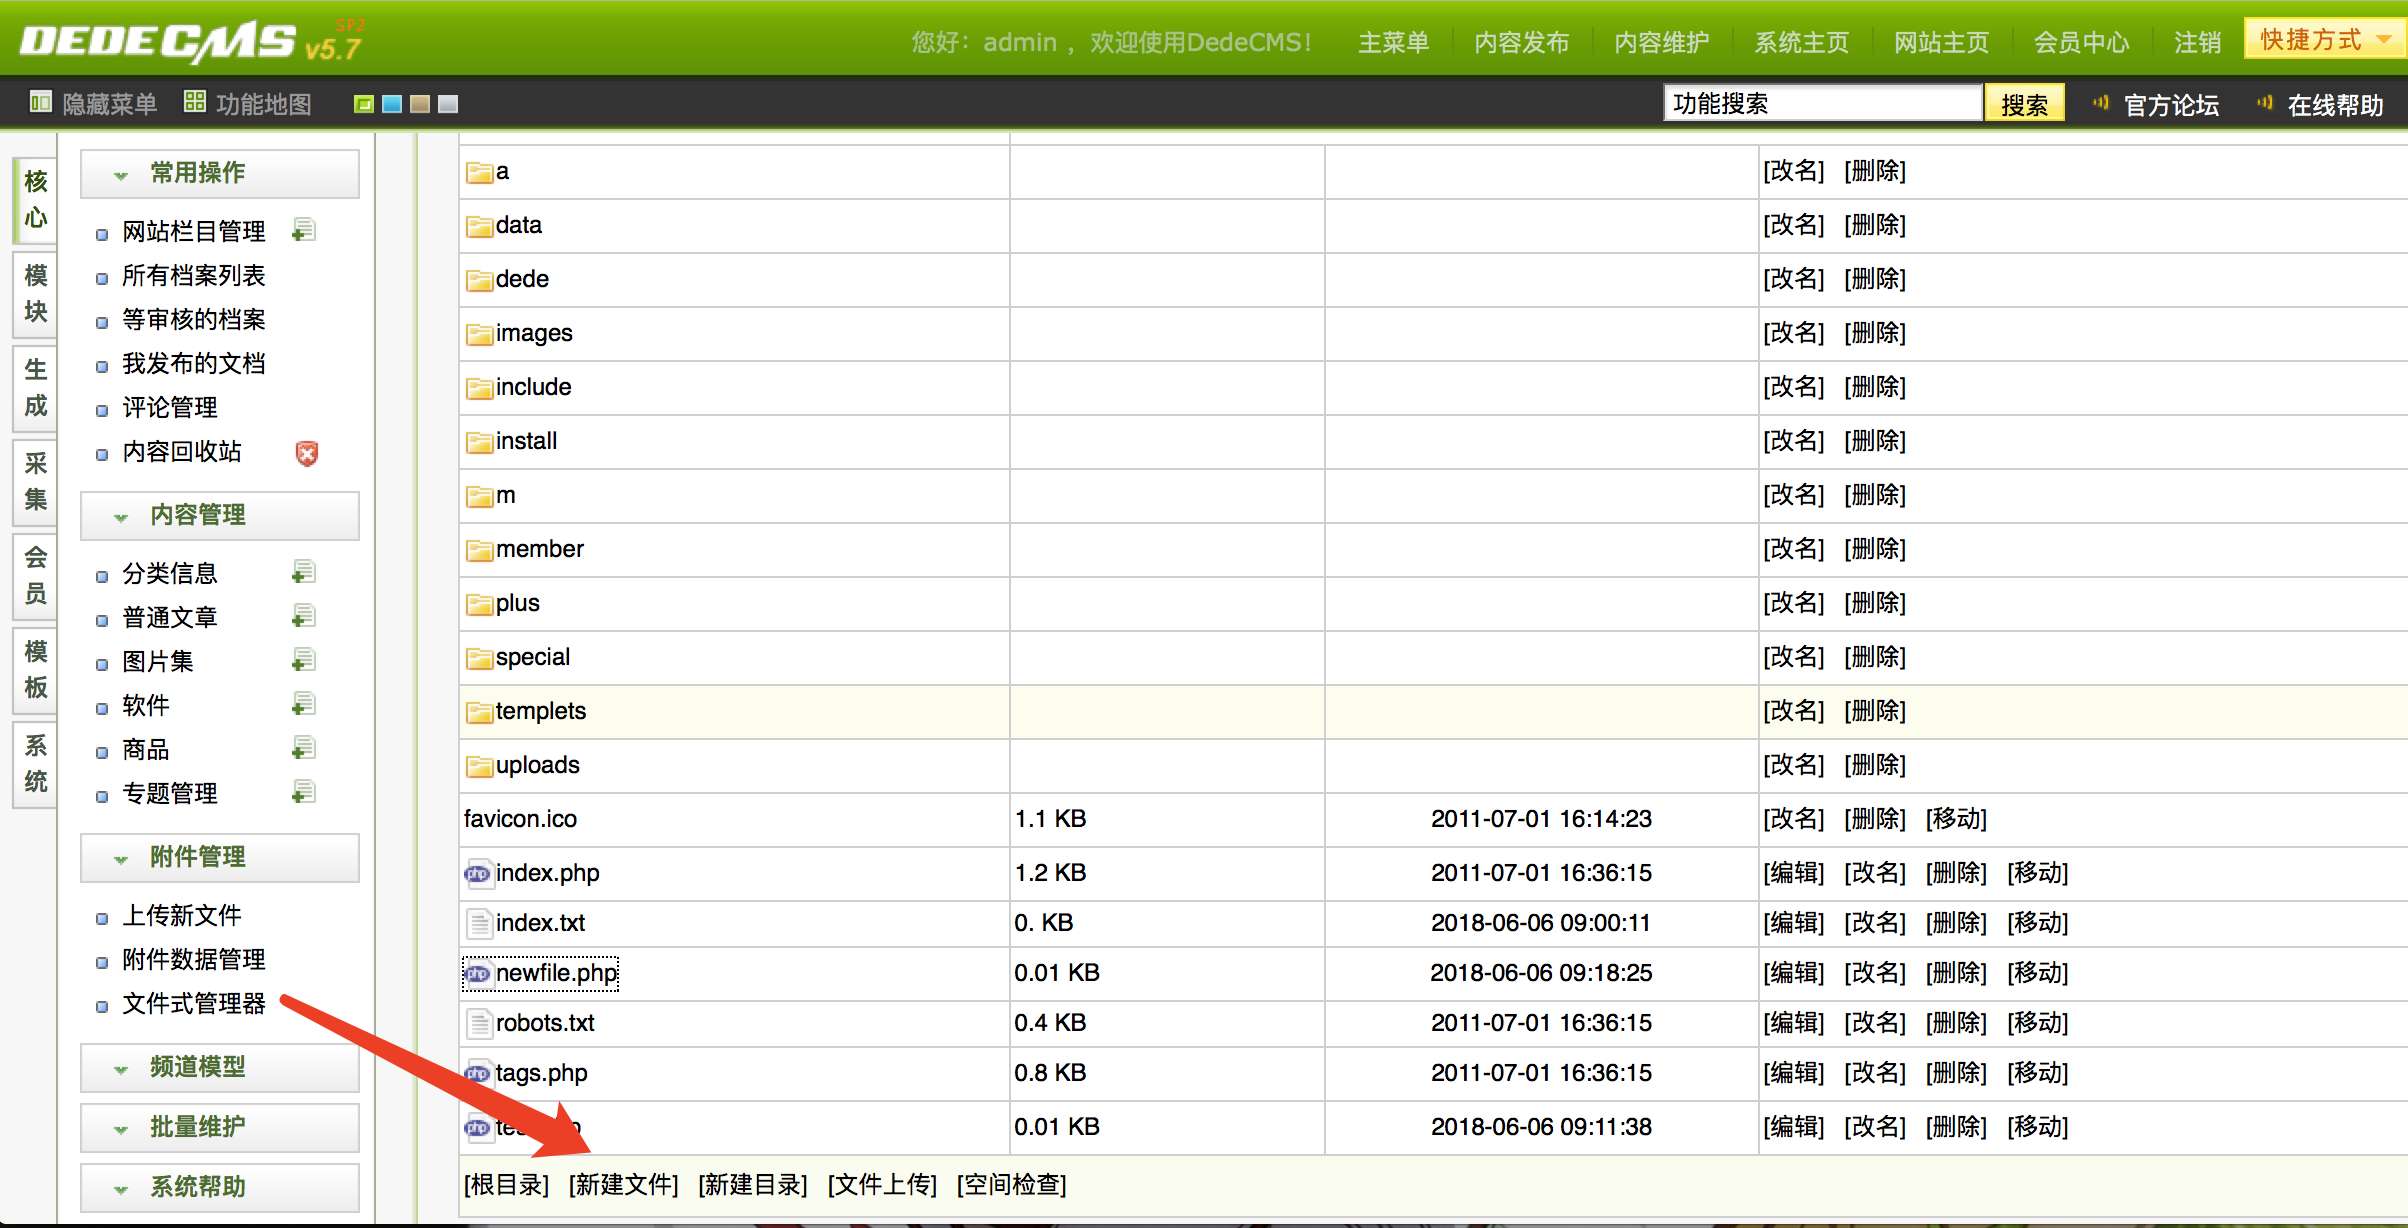 DEDECMS v5.7 SP2
您好：admin ，欢迎使用DedeCMS！ 主菜单 内容发布 内容维护 系统主页 网站主页 会员中心 注销 快捷方式
隐藏菜单 功能地图 功能搜索 搜索 官方论坛 在线帮助
核心
模块
生成
采集
会员
模板
系统
常用操作
网站栏目管理
所有档案列表
等审核的档案
我发布的文档
评论管理
内容回收站
内容管理
分类信息
普通文章
图片集
软件
商品
专题管理
附件管理
上传新文件
附件数据管理
文件式管理器
频道模型
批量维护
系统帮助
a [改名] [删除]
data [改名] [删除]
dede [改名] [删除]
images [改名] [删除]
include [改名] [删除]
install [改名] [删除]
m [改名] [删除]
member [改名] [删除]
plus [改名] [删除]
special [改名] [删除]
templets [改名] [删除]
uploads [改名] [删除]
favicon.ico 1.1 KB 2011-07-01 16:14:23 [改名] [删除] [移动]
php index.php 1.2 KB 2011-07-01 16:36:15 [编辑] [改名] [删除] [移动]
index.txt 0. KB 2018-06-06 09:00:11 [编辑] [改名] [删除] [移动]
php newfile.php 0.01 KB 2018-06-06 09:18:25 [编辑] [改名] [删除] [移动]
robots.txt 0.4 KB 2011-07-01 16:36:15 [编辑] [改名] [删除] [移动]
php tags.php 0.8 KB 2011-07-01 16:36:15 [编辑] [改名] [删除] [移动]
php 0.01 KB 2018-06-06 09:11:38 [编辑] [改名] [删除] [移动]
[根目录] [新建文件] [新建目录] [文件上传] [空间检查]